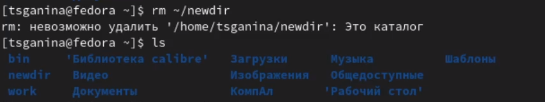 [tsganina@fedora ~]$ rm ~/newdir
rm: невозможно удалить '/home/tsganina/newdir': Это каталог
[tsganina@fedora ~]$ ls
bin 'Библиотека calibre' Загрузки Музыка Шаблоны
newdir Видео Изображения Общедоступные
work Документы КомпАл 'Рабочий стол'